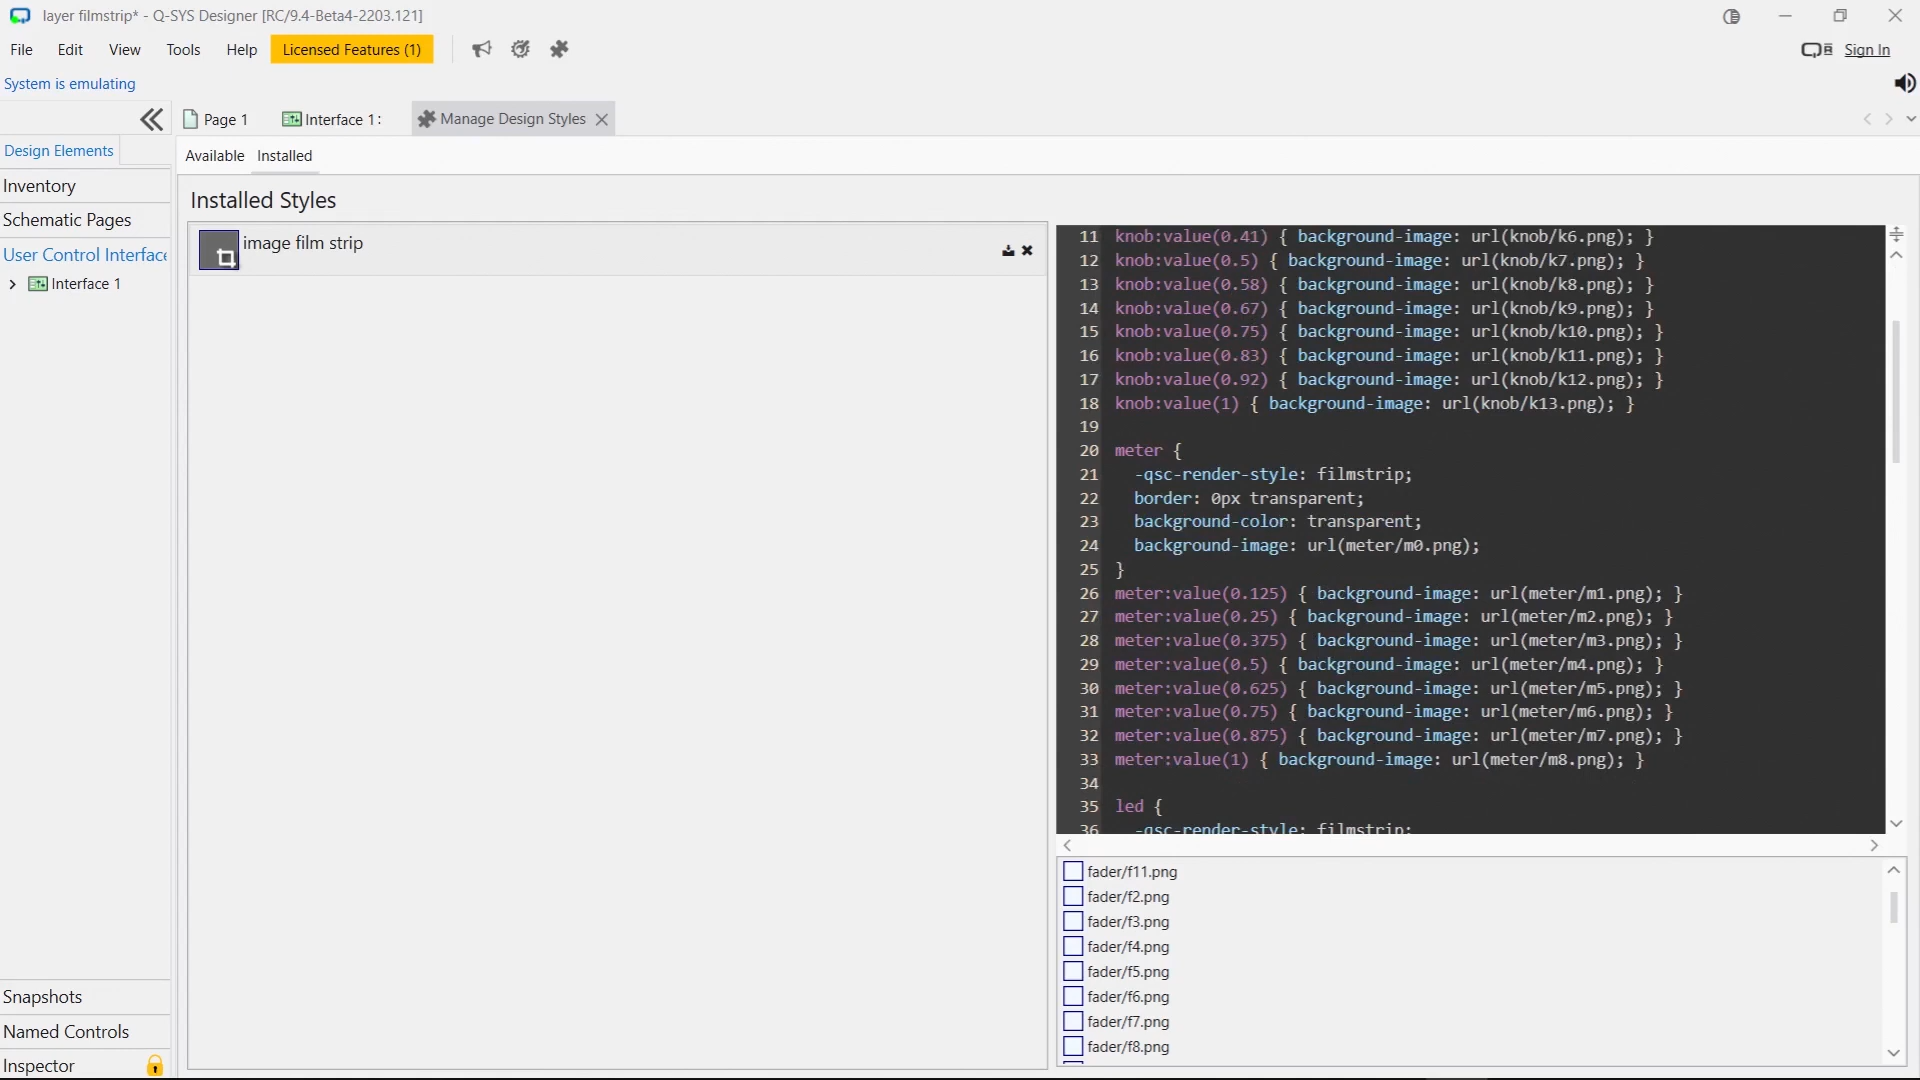 layer filmstrip* - Q-SYS Designer [RC/9.4-Beta4-2203.121]
File Edit View Tools Help Licensed Features (1)
Sign In
System is emulating
Page 1 Interface 1: Manage Design Styles
Design Elements
Available Installed
Inventory
Schematic Pages
User Control Interface
Interface 1
Installed Styles
image film strip
11 knob:value(0.41) { background-image: url(knob/k6.png); }
12 knob:value(0.5) { background-image: url(knob/k7.png); }
13 knob:value(0.58) { background-image: url(knob/k8.png); }
14 knob:value(0.67) { background-image: url(knob/k9.png); }
15 knob:value(0.75) { background-image: url(knob/k10.png); }
16 knob:value(0.83) { background-image: url(knob/k11.png); }
17 knob:value(0.92) { background-image: url(knob/k12.png); }
18 knob:value(1) { background-image: url(knob/k13.png); }
19
20 meter {
21 -qsc-render-style: filmstrip;
22 border: 0px transparent;
23 background-color: transparent;
24 background-image: url(meter/m0.png);
25 }
26 meter:value(0.125) { background-image: url(meter/m1.png); }
27 meter:value(0.25) { background-image: url(meter/m2.png); }
28 meter:value(0.375) { background-image: url(meter/m3.png); }
29 meter:value(0.5) { background-image: url(meter/m4.png); }
30 meter:value(0.625) { background-image: url(meter/m5.png); }
31 meter:value(0.75) { background-image: url(meter/m6.png); }
32 meter:value(0.875) { background-image: url(meter/m7.png); }
33 meter:value(1) { background-image: url(meter/m8.png); }
34
35 led {
36 -qsc-render-style: filmstrip;
fader/f11.png
fader/f2.png
fader/f3.png
fader/f4.png
fader/f5.png
fader/f6.png
fader/f7.png
fader/f8.png
Snapshots
Named Controls
Inspector